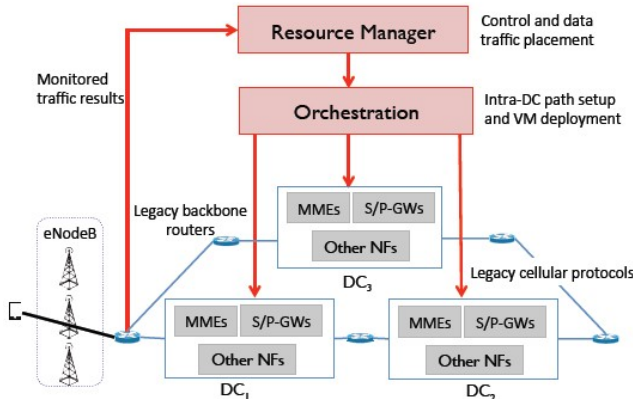 Resource Manager
Control and data
traffic placement
Monitored
traffic results
Orchestration
Intra-DC path setup
and VM deployment
Legacy backbone
routers
eNodeB
MMEs
S/P-GWs
Other NFs
DC₃
Legacy cellular protocols
MMEs
S/P-GWs
Other NFs
DC₁
MMEs
S/P-GWs
Other NFs
DC₂